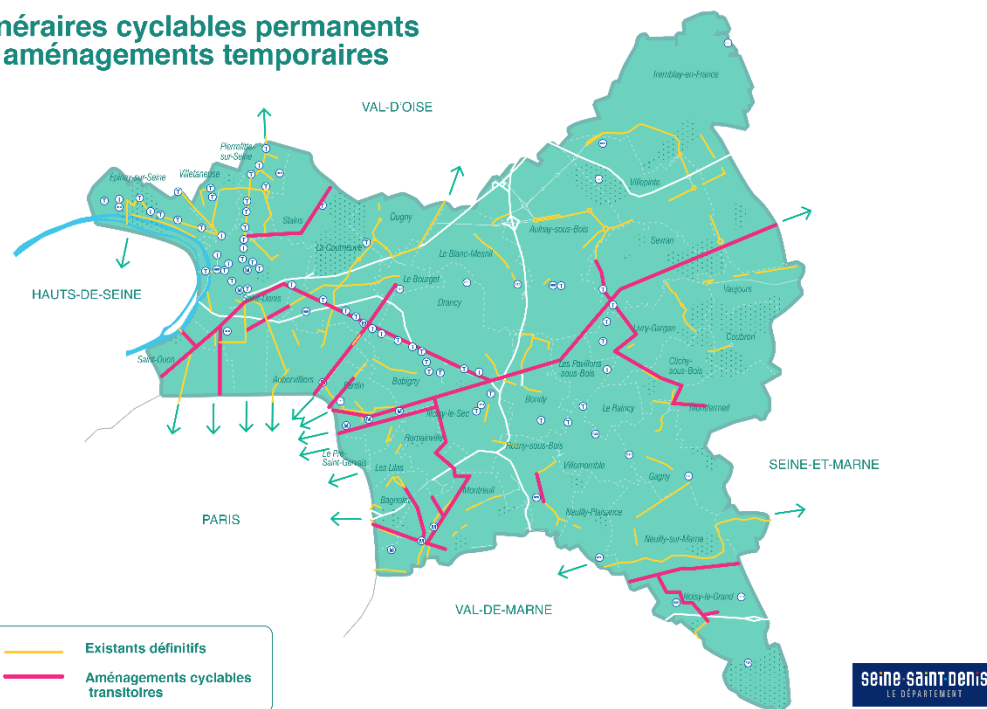 néraires cyclables permanents
aménagements temporaires
VAL-D'OISE
Tremblay-en-France
Pierrefitte-
sur-Seine
Épinay-sur-Seine
Villetaneuse
Villepinte
Stains
Dugny
Aulnay-sous-Bois
Sevran
La Courneuve
Le Blanc-Mesnil
Le Bourget
Vaujours
HAUTS-DE-SEINE
Saint-Denis
Drancy
Livry-Gargan
Coubron
Saint-Ouen
Clichy-
sous-Bois
Les Pavillons
sous-Bois
Aubervilliers
Pantin
Bobigny
Bondy
Le Raincy
Montfermeil
Noisy-le-Sec
Romainville
Rosny-sous-Bois
Le Pré-
Saint-Gervais
Les Lilas
Villemomble
Gagny
SEINE-ET-MARNE
Bagnolet
Montreuil
PARIS
Neuilly-Plaisance
Neuilly-sur-Marne
VAL-DE-MARNE
Noisy-le-Grand
Existants définitifs
Aménagements cyclables
transitoires
seine-saint-denis
LE DÉPARTEMENT